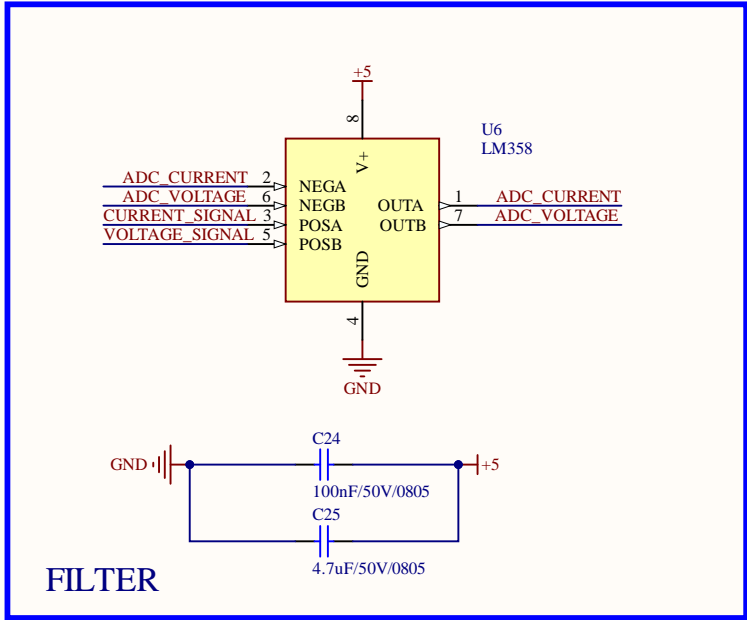 +5
8
U6
LM358
V+
ADC_CURRENT 2 NEGA
ADC_VOLTAGE 6 NEGB OUTA 1 ADC_CURRENT
CURRENT_SIGNAL 3 POSA OUTB 7 ADC_VOLTAGE
VOLTAGE_SIGNAL 5 POSB
GND
4
GND
C24
GND +5
100nF/50V/0805
C25
4.7uF/50V/0805
FILTER